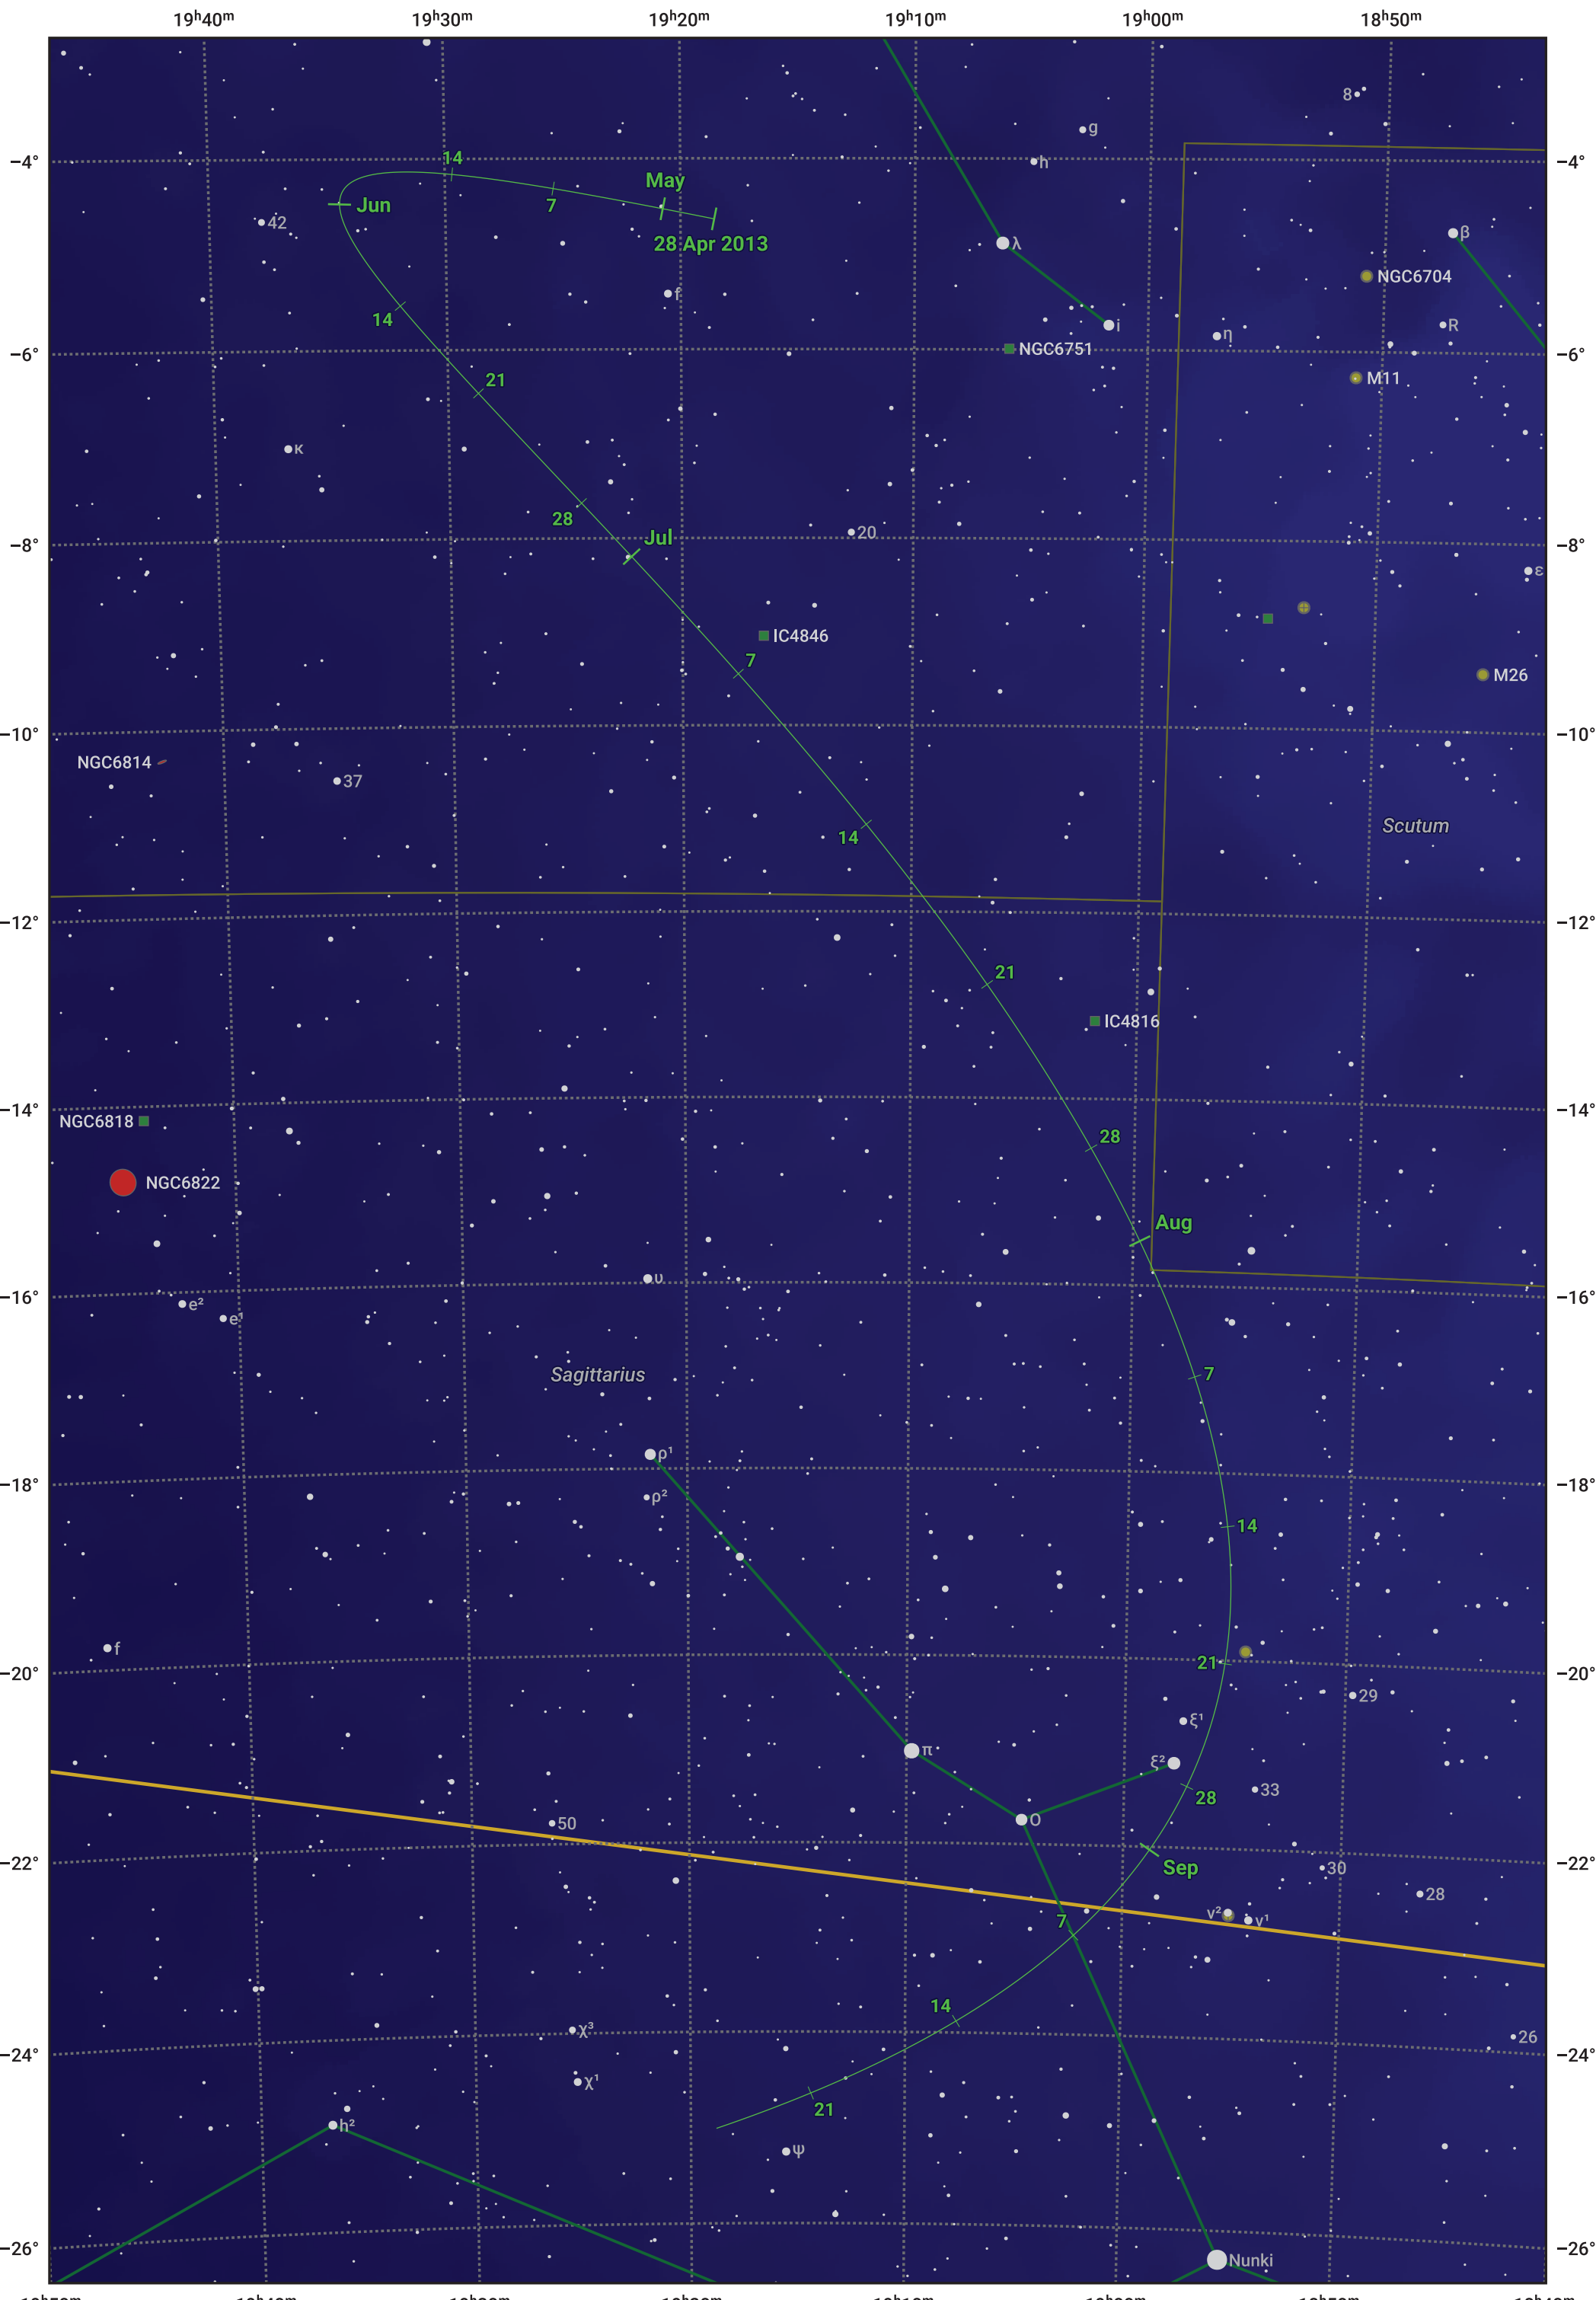 19ʰ40ᵐ 19ʰ30ᵐ 19ʰ20ᵐ 19ʰ10ᵐ 19ʰ00ᵐ 18ʰ50ᵐ
8
g
−4° 14 h −4°
May
Jun 7
42 28 Apr 2013 λ β
f NGC6704
14 i η R
−6° NGC6751 −6°
21 M11
κ
28 20
Jul
−8° −8°
ε
IC4846
7 M26
−10° −10°
NGC6814 37
14 Scutum
−12° −12°
21
IC4816
−14° −14°
NGC6818 28
NGC6822
Aug
υ
−16° e² −16°
e¹
Sagittarius 7
ρ¹
−18° ρ² −18°
14
f 21
−20° −20°
29
ξ¹
π ξ²
33
28
50 ο
−22° Sep 30 −22°
28
7 ν² ν¹
14
χ³ 26
−24° −24°
χ¹
21
h²
ψ
−26° Nunki −26°